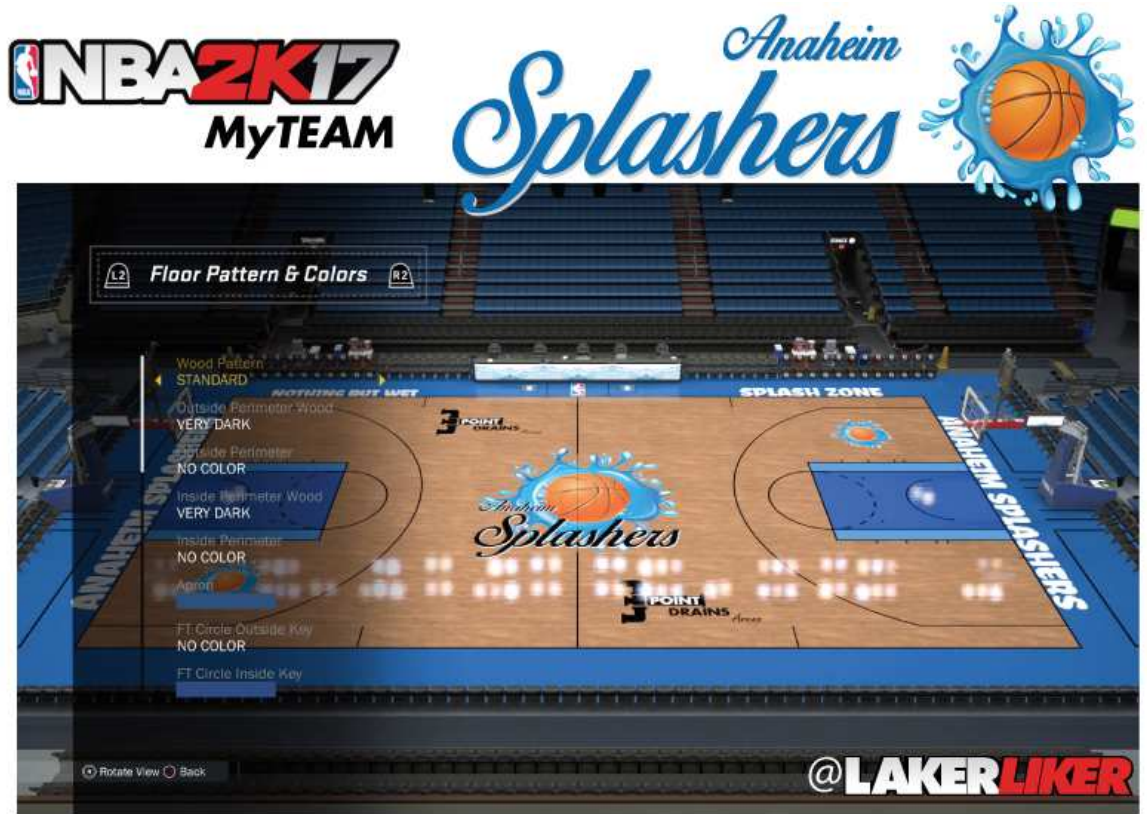 NBA2K17
MyTEAM
Anaheim
Splashers
L2 Floor Pattern & Colors R2
Wood Pattern
STANDARD
Outside Perimeter Wood
VERY DARK
Outside Perimeter
NO COLOR
Inside Perimeter Wood
VERY DARK
Inside Perimeter
NO COLOR
Apron
FT Circle Outside Key
NO COLOR
FT Circle Inside Key
NOTHING BUT WET
SPLASH ZONE
3 POINT
DRAINS
ANAHEIM SPLASHERS
Anaheim
Splashers
ANAHEIM SPLASHERS
3 POINT
DRAINS
Rotate View Back
@LAKERLIKER